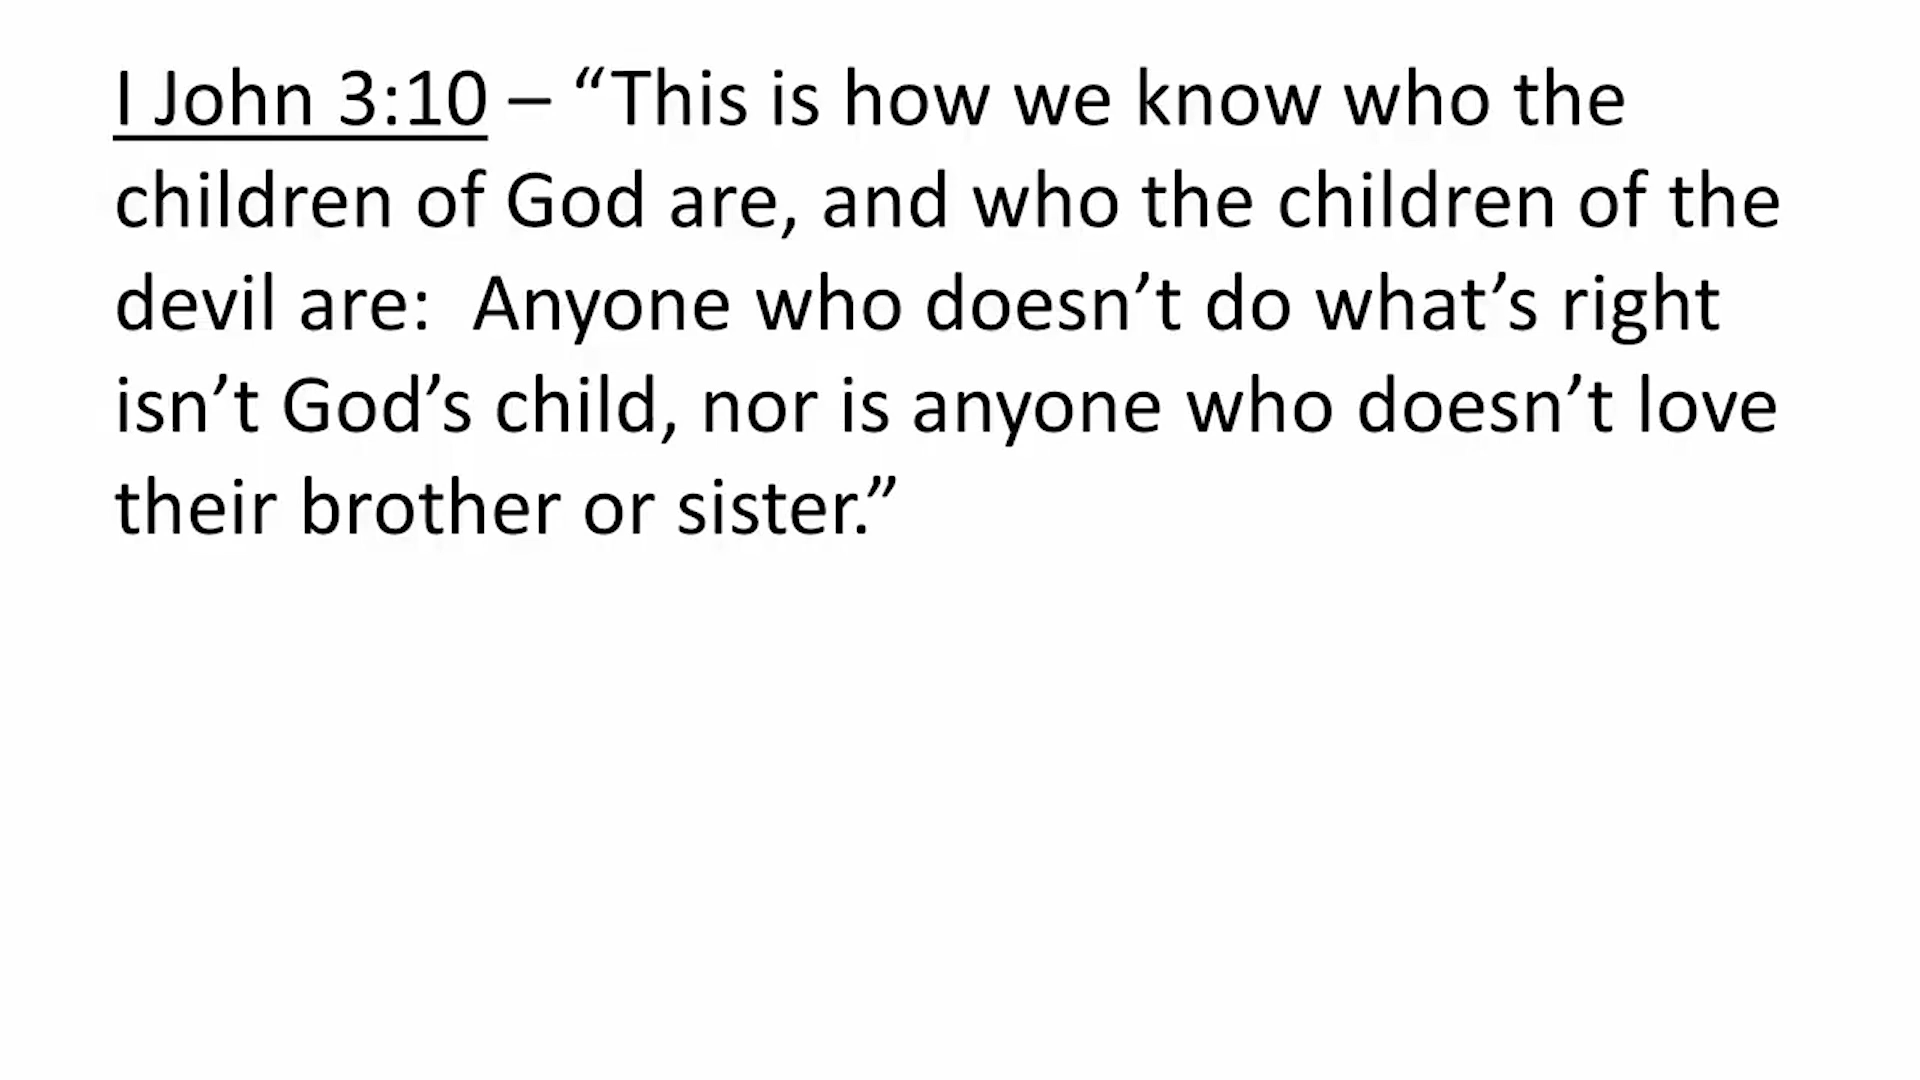 I John 3:10 – “This is how we know who the
children of God are, and who the children of the
devil are:  Anyone who doesn’t do what’s right
isn’t God’s child, nor is anyone who doesn’t love
their brother or sister.”